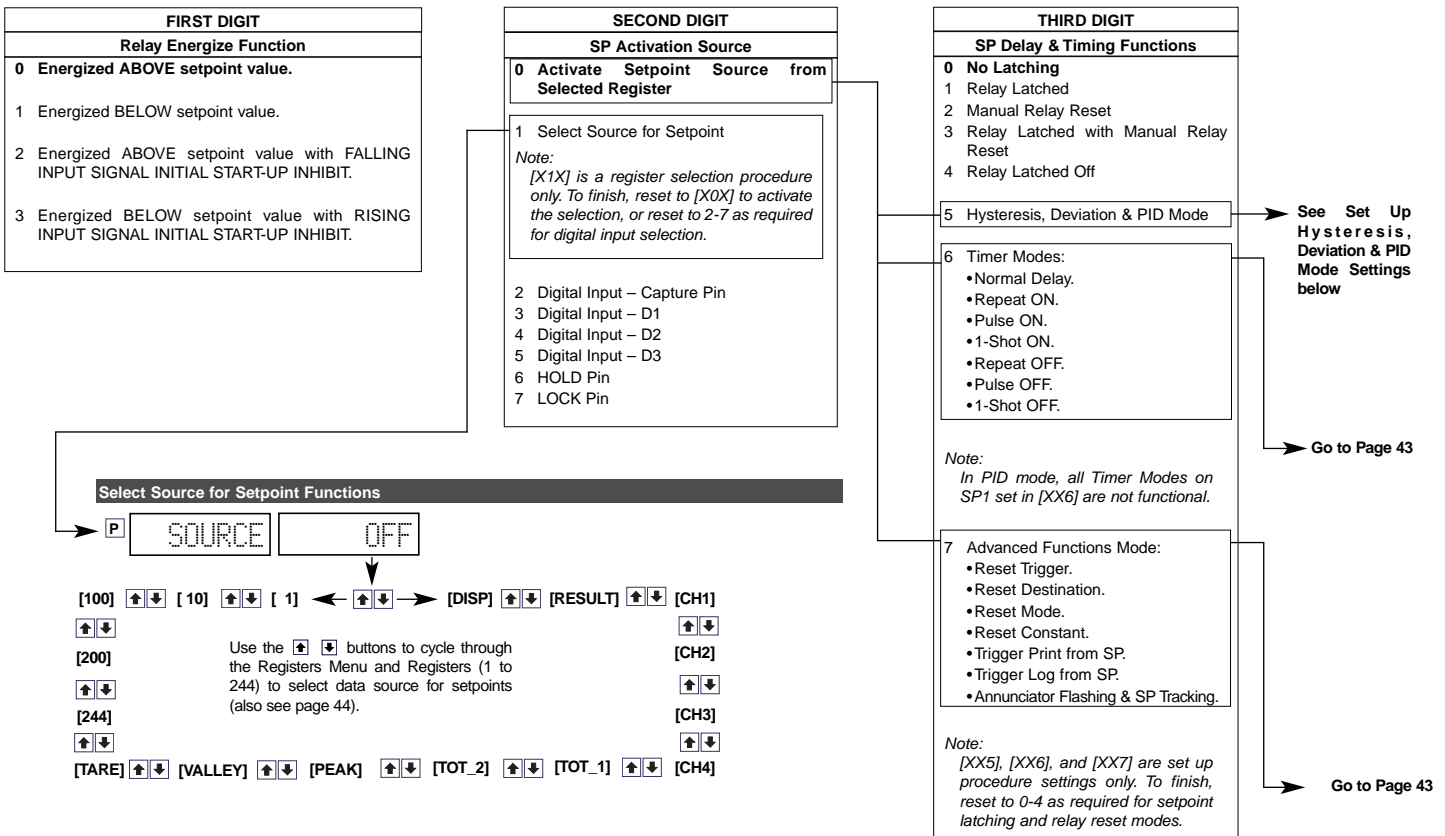 FIRST DIGIT
Relay Energize Function
0 Energized ABOVE setpoint value.
1 Energized BELOW setpoint value.
2 Energized ABOVE setpoint value with FALLING
INPUT SIGNAL INITIAL START-UP INHIBIT.
3 Energized BELOW setpoint value with RISING
INPUT SIGNAL INITIAL START-UP INHIBIT.
SECOND DIGIT
SP Activation Source
0 Activate Setpoint Source from
Selected Register
1 Select Source for Setpoint
Note:
[X1X] is a register selection procedure
only. To finish, reset to [X0X] to activate
the selection, or reset to 2-7 as required
for digital input selection.
2 Digital Input – Capture Pin
3 Digital Input – D1
4 Digital Input – D2
5 Digital Input – D3
6 HOLD Pin
7 LOCK Pin
THIRD DIGIT
SP Delay & Timing Functions
0 No Latching
1 Relay Latched
2 Manual Relay Reset
3 Relay Latched with Manual Relay
Reset
4 Relay Latched Off
5 Hysteresis, Deviation & PID Mode
See Set Up
Hysteresis,
Deviation & PID
Mode Settings
below
6 Timer Modes:
•Normal Delay.
•Repeat ON.
•Pulse ON.
•1-Shot ON.
•Repeat OFF.
•Pulse OFF.
•1-Shot OFF.
Go to Page 43
Note:
In PID mode, all Timer Modes on
SP1 set in [XX6] are not functional.
7 Advanced Functions Mode:
•Reset Trigger.
•Reset Destination.
•Reset Mode.
•Reset Constant.
•Trigger Print from SP.
•Trigger Log from SP.
•Annunciator Flashing & SP Tracking.
Note:
[XX5], [XX6], and [XX7] are set up
procedure settings only. To finish,
reset to 0-4 as required for setpoint
latching and relay reset modes.
Go to Page 43
Select Source for Setpoint Functions
P SOURCE OFF
[100] [ 10] [ 1] [DISP] [RESULT] [CH1]
[200] [CH2]
[244] [CH3]
[TARE] [VALLEY] [PEAK] [TOT_2] [TOT_1] [CH4]
Use the buttons to cycle through
the Registers Menu and Registers (1 to
244) to select data source for setpoints
(also see page 44).